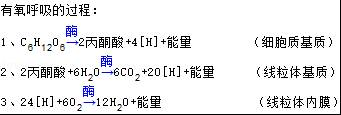 有氧呼吸的过程：
1、C₆H₁₂O₆ 酶→ 2丙酮酸+4[H]+能量 （细胞质基质）
2、2丙酮酸+6H₂O 酶→ 6CO₂+20[H]+能量 （线粒体基质）
3、24[H]+6O₂ 酶→ 12H₂O+能量 （线粒体内膜）